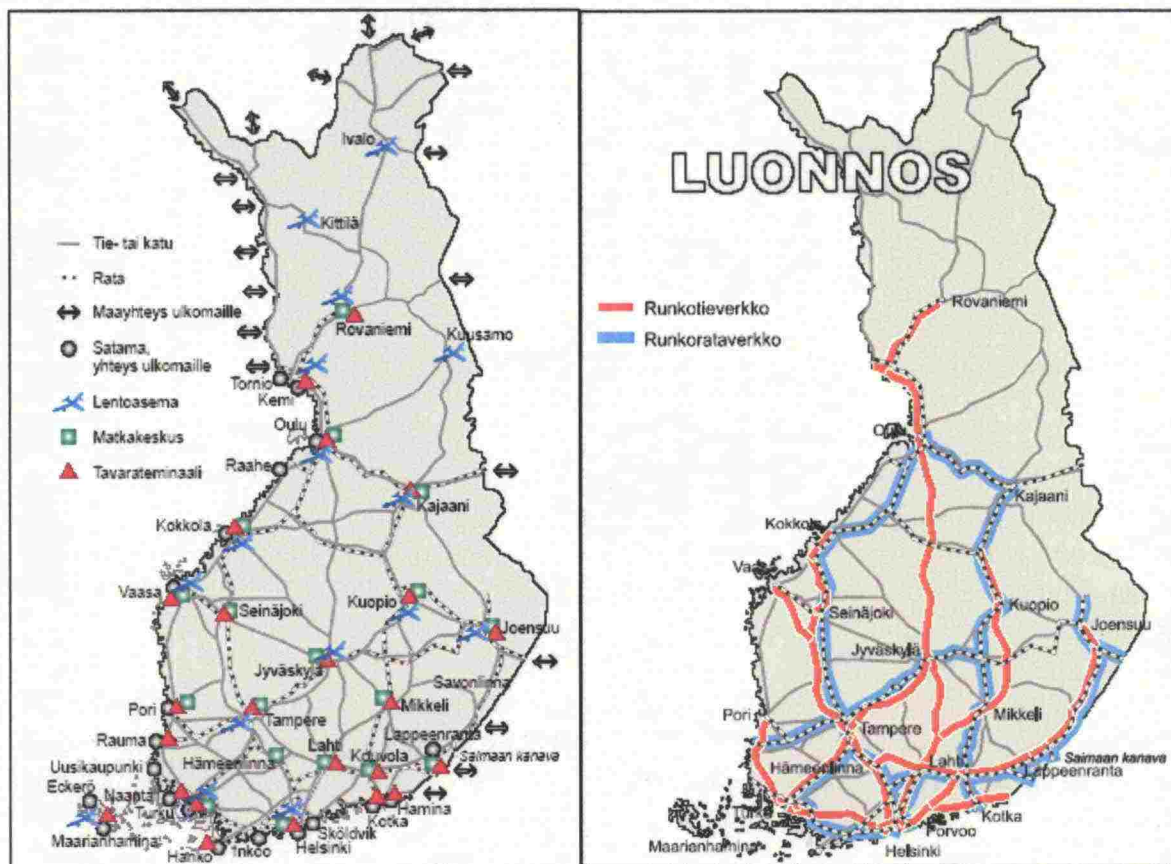 Ivalo
Kittilä
Tie- tai katu
Rata
Maayhteys ulkomaille
Satama,
yhteys ulkomaille
Lentoasema
Matkakeskus
Tavarateminaali
Rovaniemi
Kuusamo
Tornio
Kemi
Oulu
Raahe
Kajaani
Kokkola
Vaasa
Seinäjoki
Kuopio
Joensuu
Jyväskylä
Savonlinna
Pori
Tampere
Mikkeli
Rauma
Lahti
Kouvola
Lappeenranta
Saimaan kanava
Uusikaupunki
Hämeenlinna
Eckerö
Naantali
Turku
Hamina
Kotka
Maarianhamina
Sköldvik
Hanko
Inkoo
Helsinki
LUONNOS
Runkotieverkko
Runkorataverkko
Rovaniemi
Oulu
Kajaani
Kokkola
Vaasa
Seinäjoki
Kuopio
Joensuu
Jyväskylä
Pori
Tampere
Mikkeli
Hämeenlinna
Lahti
Saimaan kanava
Lappeenranta
Turku
Porvoo
Kotka
Maarianhamina
Helsinki